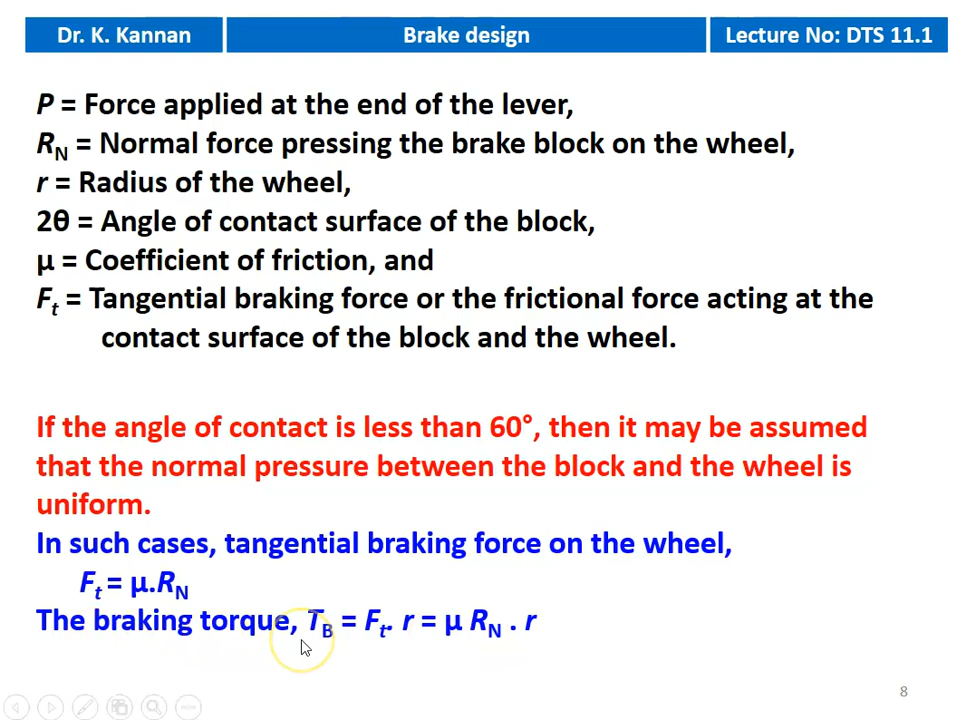 Dr. K. Kannan Brake design Lecture No: DTS 11.1
P = Force applied at the end of the lever,
RN = Normal force pressing the brake block on the wheel,
r = Radius of the wheel,
2θ = Angle of contact surface of the block,
μ = Coefficient of friction, and
Ft = Tangential braking force or the frictional force acting at the
contact surface of the block and the wheel.
If the angle of contact is less than 60°, then it may be assumed
that the normal pressure between the block and the wheel is
uniform.
In such cases, tangential braking force on the wheel,
Ft = μ.RN
The braking torque, TB = Ft. r = μ RN . r
8